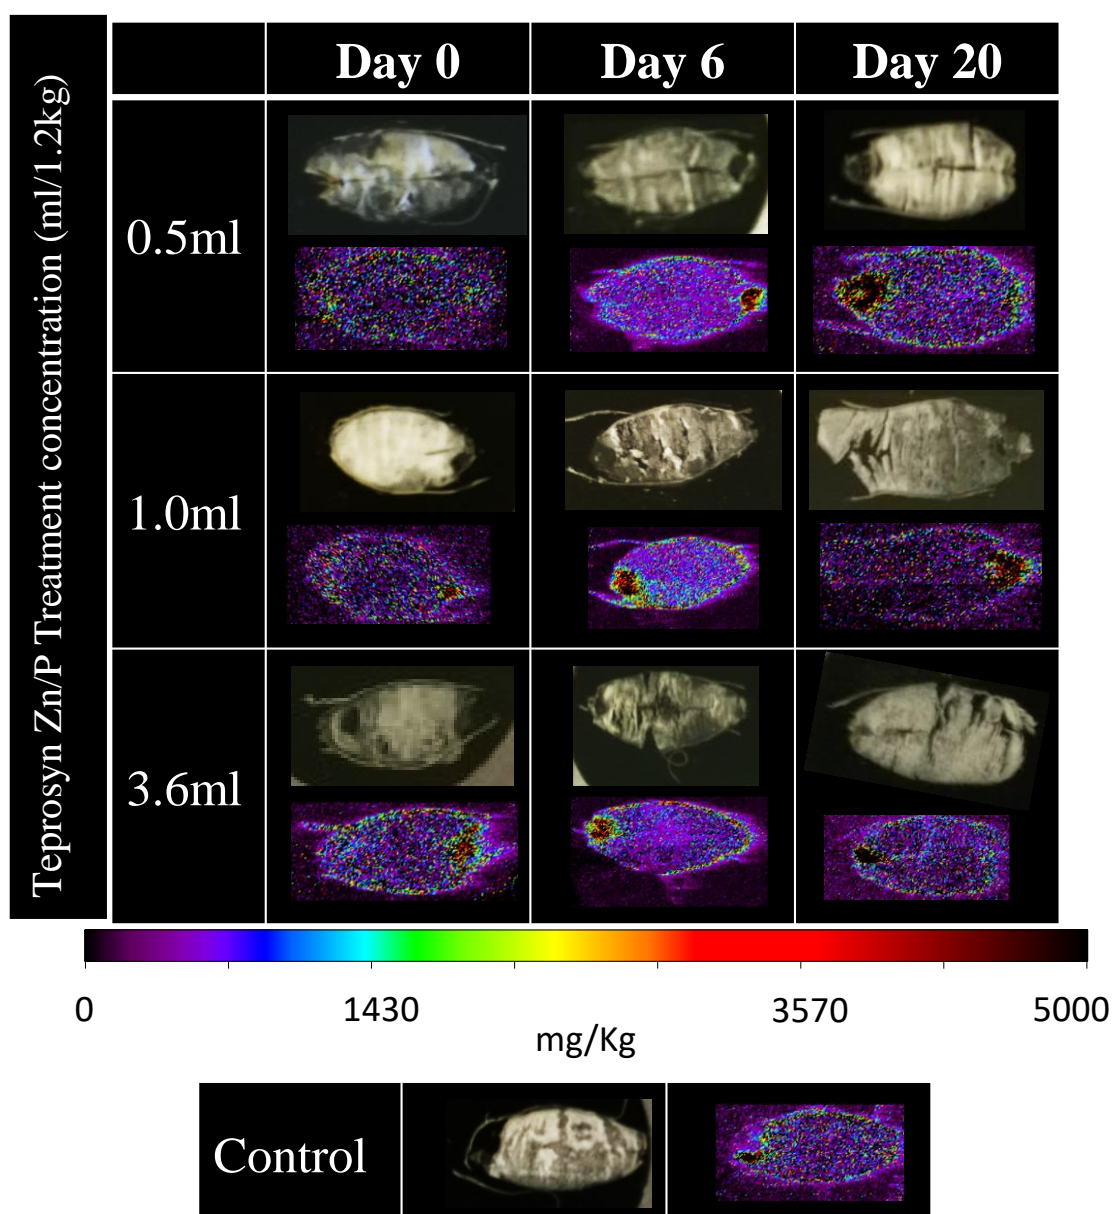 Teprosyn Zn/P Treatment concentration (ml/1.2kg)
Day 0 Day 6 Day 20
0.5ml
1.0ml
3.6ml
0 1430 3570 5000
mg/Kg
Control